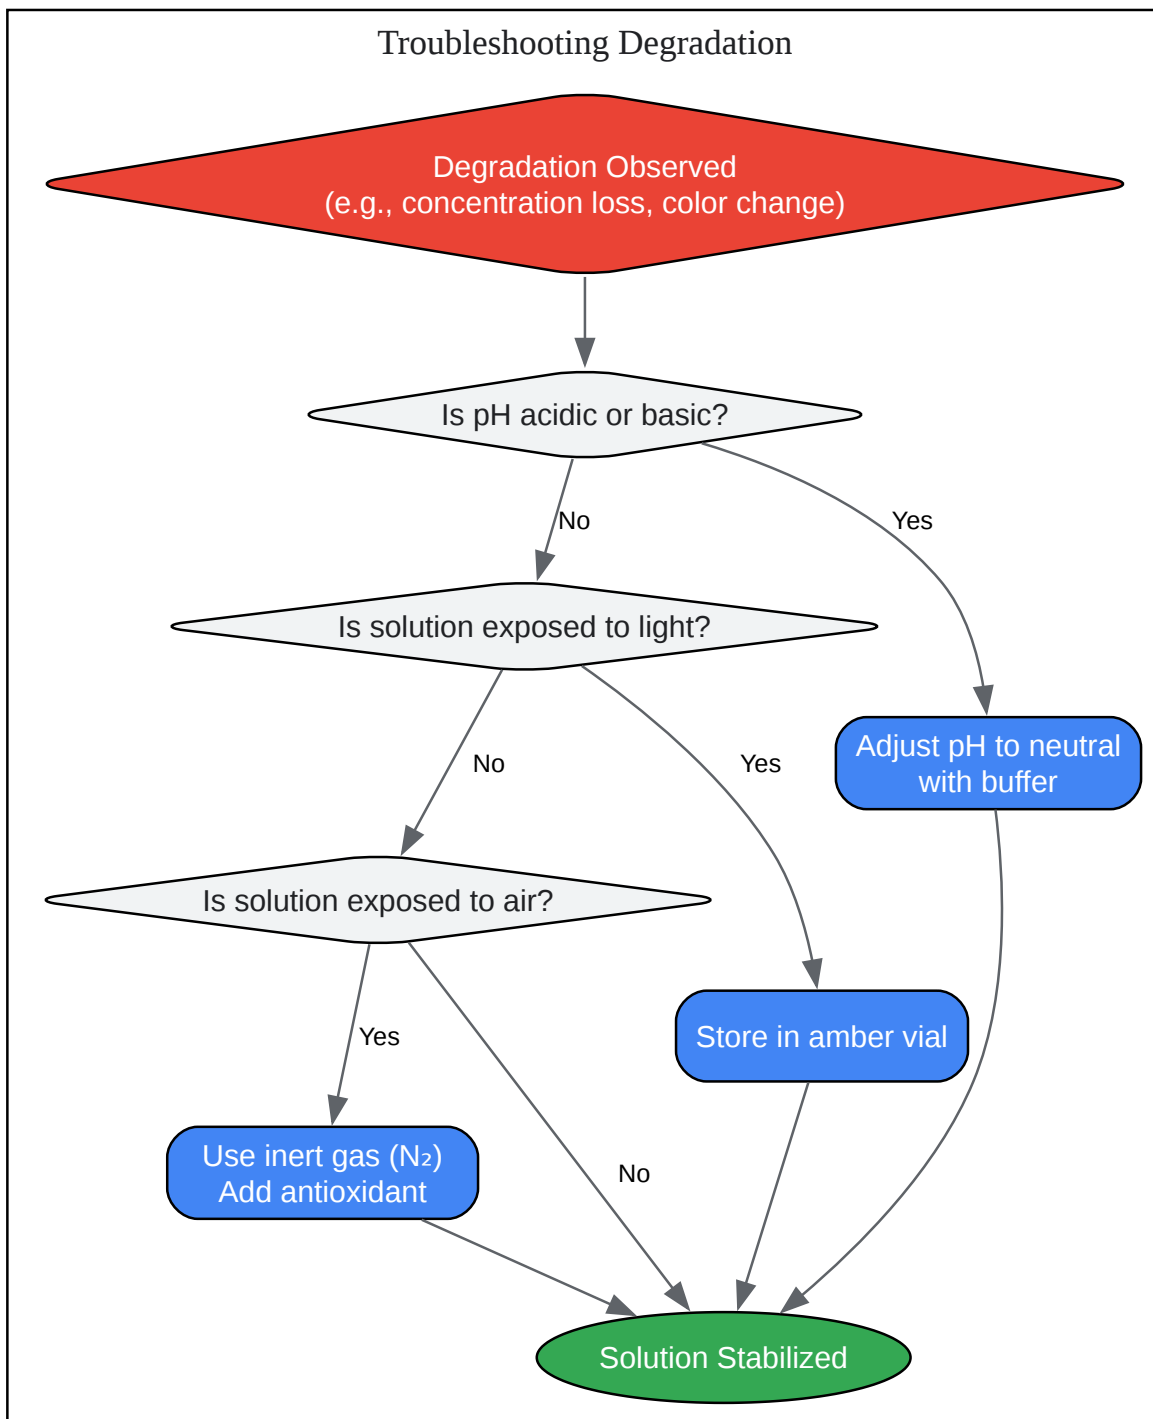 Troubleshooting Degradation
Degradation Observed
(e.g., concentration loss, color change)
Is pH acidic or basic?
No
Yes
Is solution exposed to light?
No
Yes
Adjust pH to neutral
with buffer
Is solution exposed to air?
Yes
Store in amber vial
Use inert gas (N₂)
Add antioxidant
No
Solution Stabilized